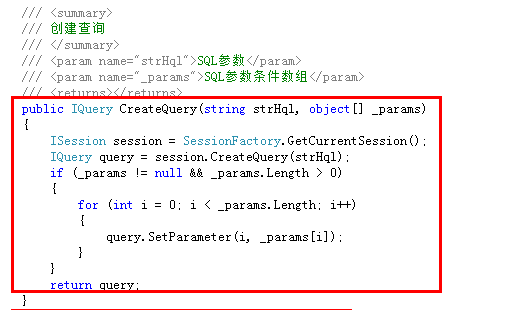 /// <summary>
/// 创建查询
/// </summary>
/// <param name="strHql">SQL参数</param>
/// <param name="_params">SQL参数条件数组</param>
/// <returns></returns>
public IQuery CreateQuery(string strHql, object[] _params)
{
ISession session = SessionFactory.GetCurrentSession();
IQuery query = session.CreateQuery(strHql);
if (_params != null && _params.Length > 0)
{
for (int i = 0; i < _params.Length; i++)
{
query.SetParameter(i, _params[i]);
}
}
return query;
}